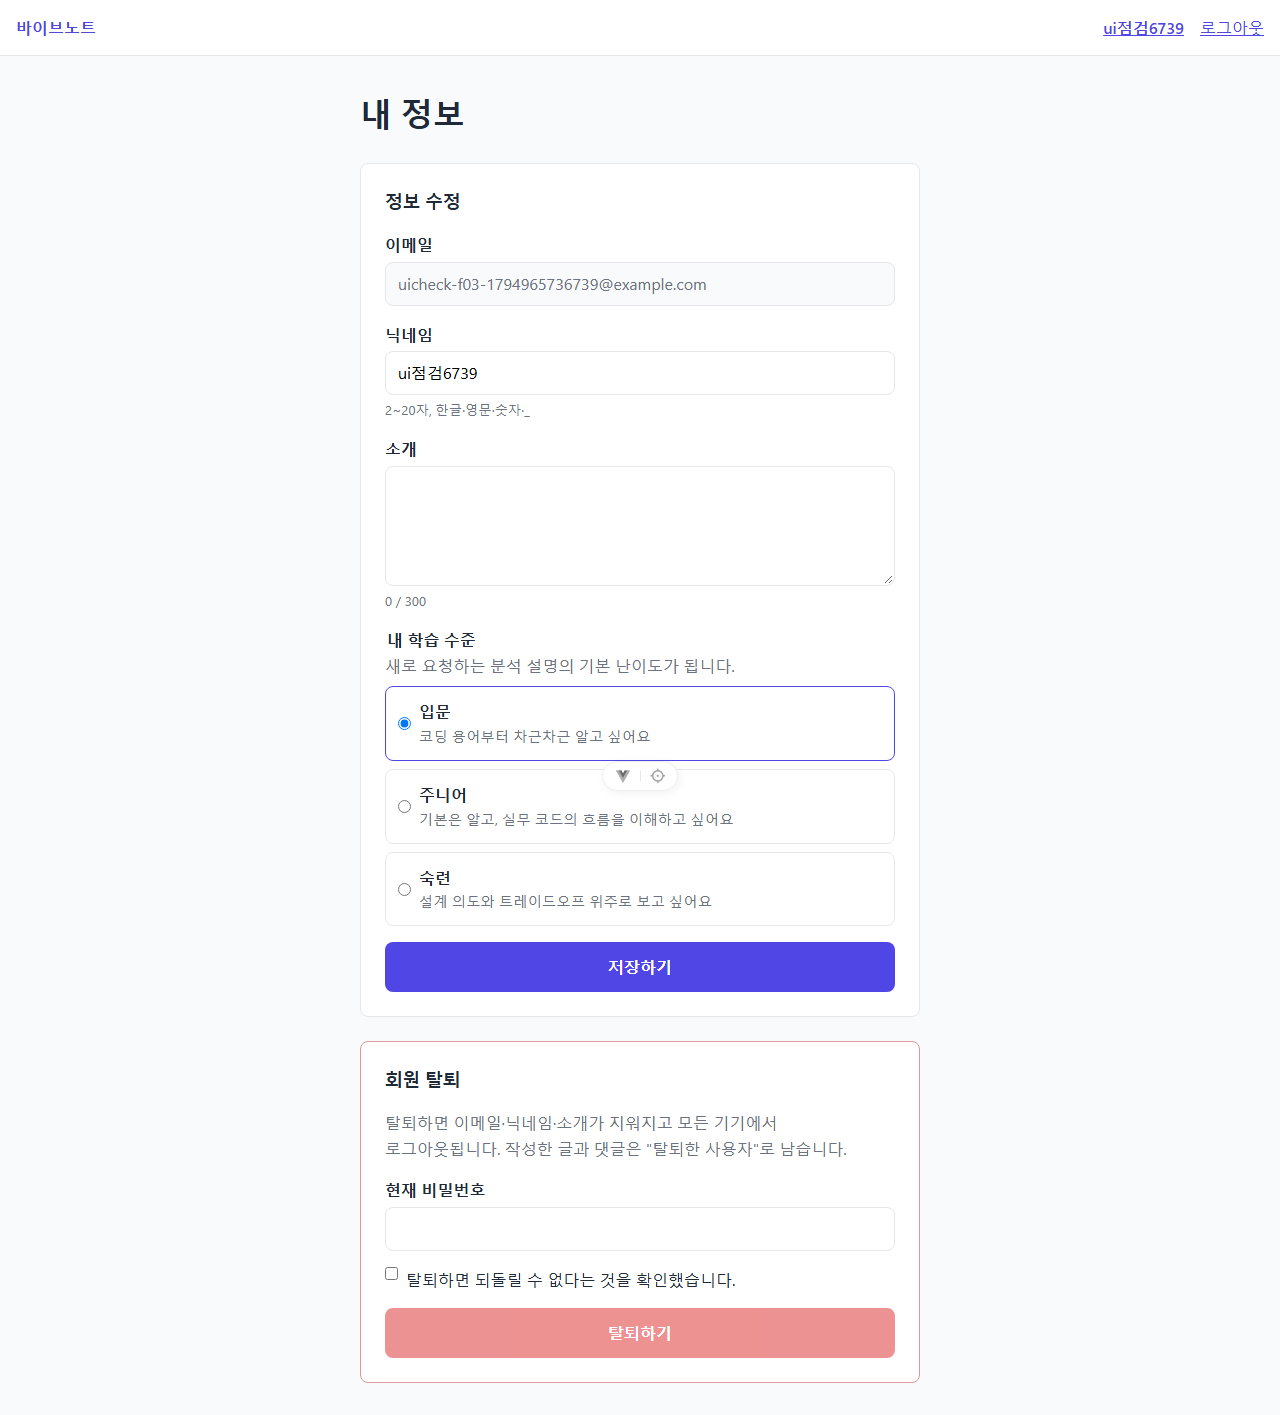 바이브노트
ui점검6739 로그아웃
내 정보
정보 수정
이메일
uicheck-f03-1794965736739@example.com
닉네임
ui점검6739
2~20자, 한글·영문·숫자·_
소개
0 / 300
내 학습 수준
새로 요청하는 분석 설명의 기본 난이도가 됩니다.
입문
코딩 용어부터 차근차근 알고 싶어요
주니어
기본은 알고, 실무 코드의 흐름을 이해하고 싶어요
숙련
설계 의도와 트레이드오프 위주로 보고 싶어요
저장하기
회원 탈퇴
탈퇴하면 이메일·닉네임·소개가 지워지고 모든 기기에서
로그아웃됩니다. 작성한 글과 댓글은 "탈퇴한 사용자"로 남습니다.
현재 비밀번호
탈퇴하면 되돌릴 수 없다는 것을 확인했습니다.
탈퇴하기